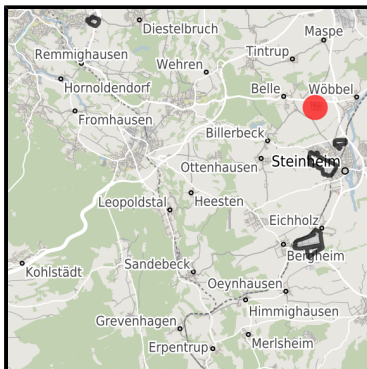 Diestelbruch
Maspe
Remmighausen
Tintrup
Wehren
Hornoldendorf
Belle
Wöbbel
Fromhausen
Billerbeck
Ottenhausen
Steinheim
Leopoldstal
Heesten
Eichholz
Bergheim
Kohlstädt
Sandebeck
Oeynhausen
Himmighausen
Grevenhagen
Merlsheim
Erpentrup